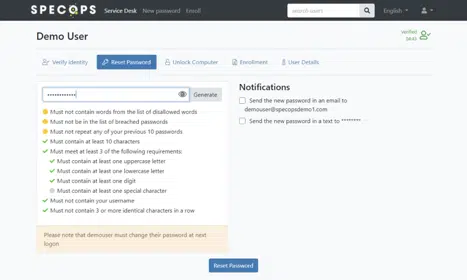 SPECOPS Service Desk New password Enroll search users English
Demo User
Verified
Verify Identity Reset Password Unlock Computer Enrollment User Details
•••••••••••• Generate
Must not contain words from the list of disallowed words
Must not be in the list of breached passwords
Must not repeat any of your previous 10 passwords
Must contain at least 10 characters
Must meet at least 3 of the following requirements:
Must contain at least one uppercase letter
Must contain at least one lowercase letter
Must contain at least one digit
Must contain at least one special character
Must not contain your username
Must not contain 3 or more identical characters in a row
Please note that demouser must change their password at next
logon
Notifications
Send the new password in an email to
demouser@specopsdemo1.com
Send the new password in a text to ********
Reset Password